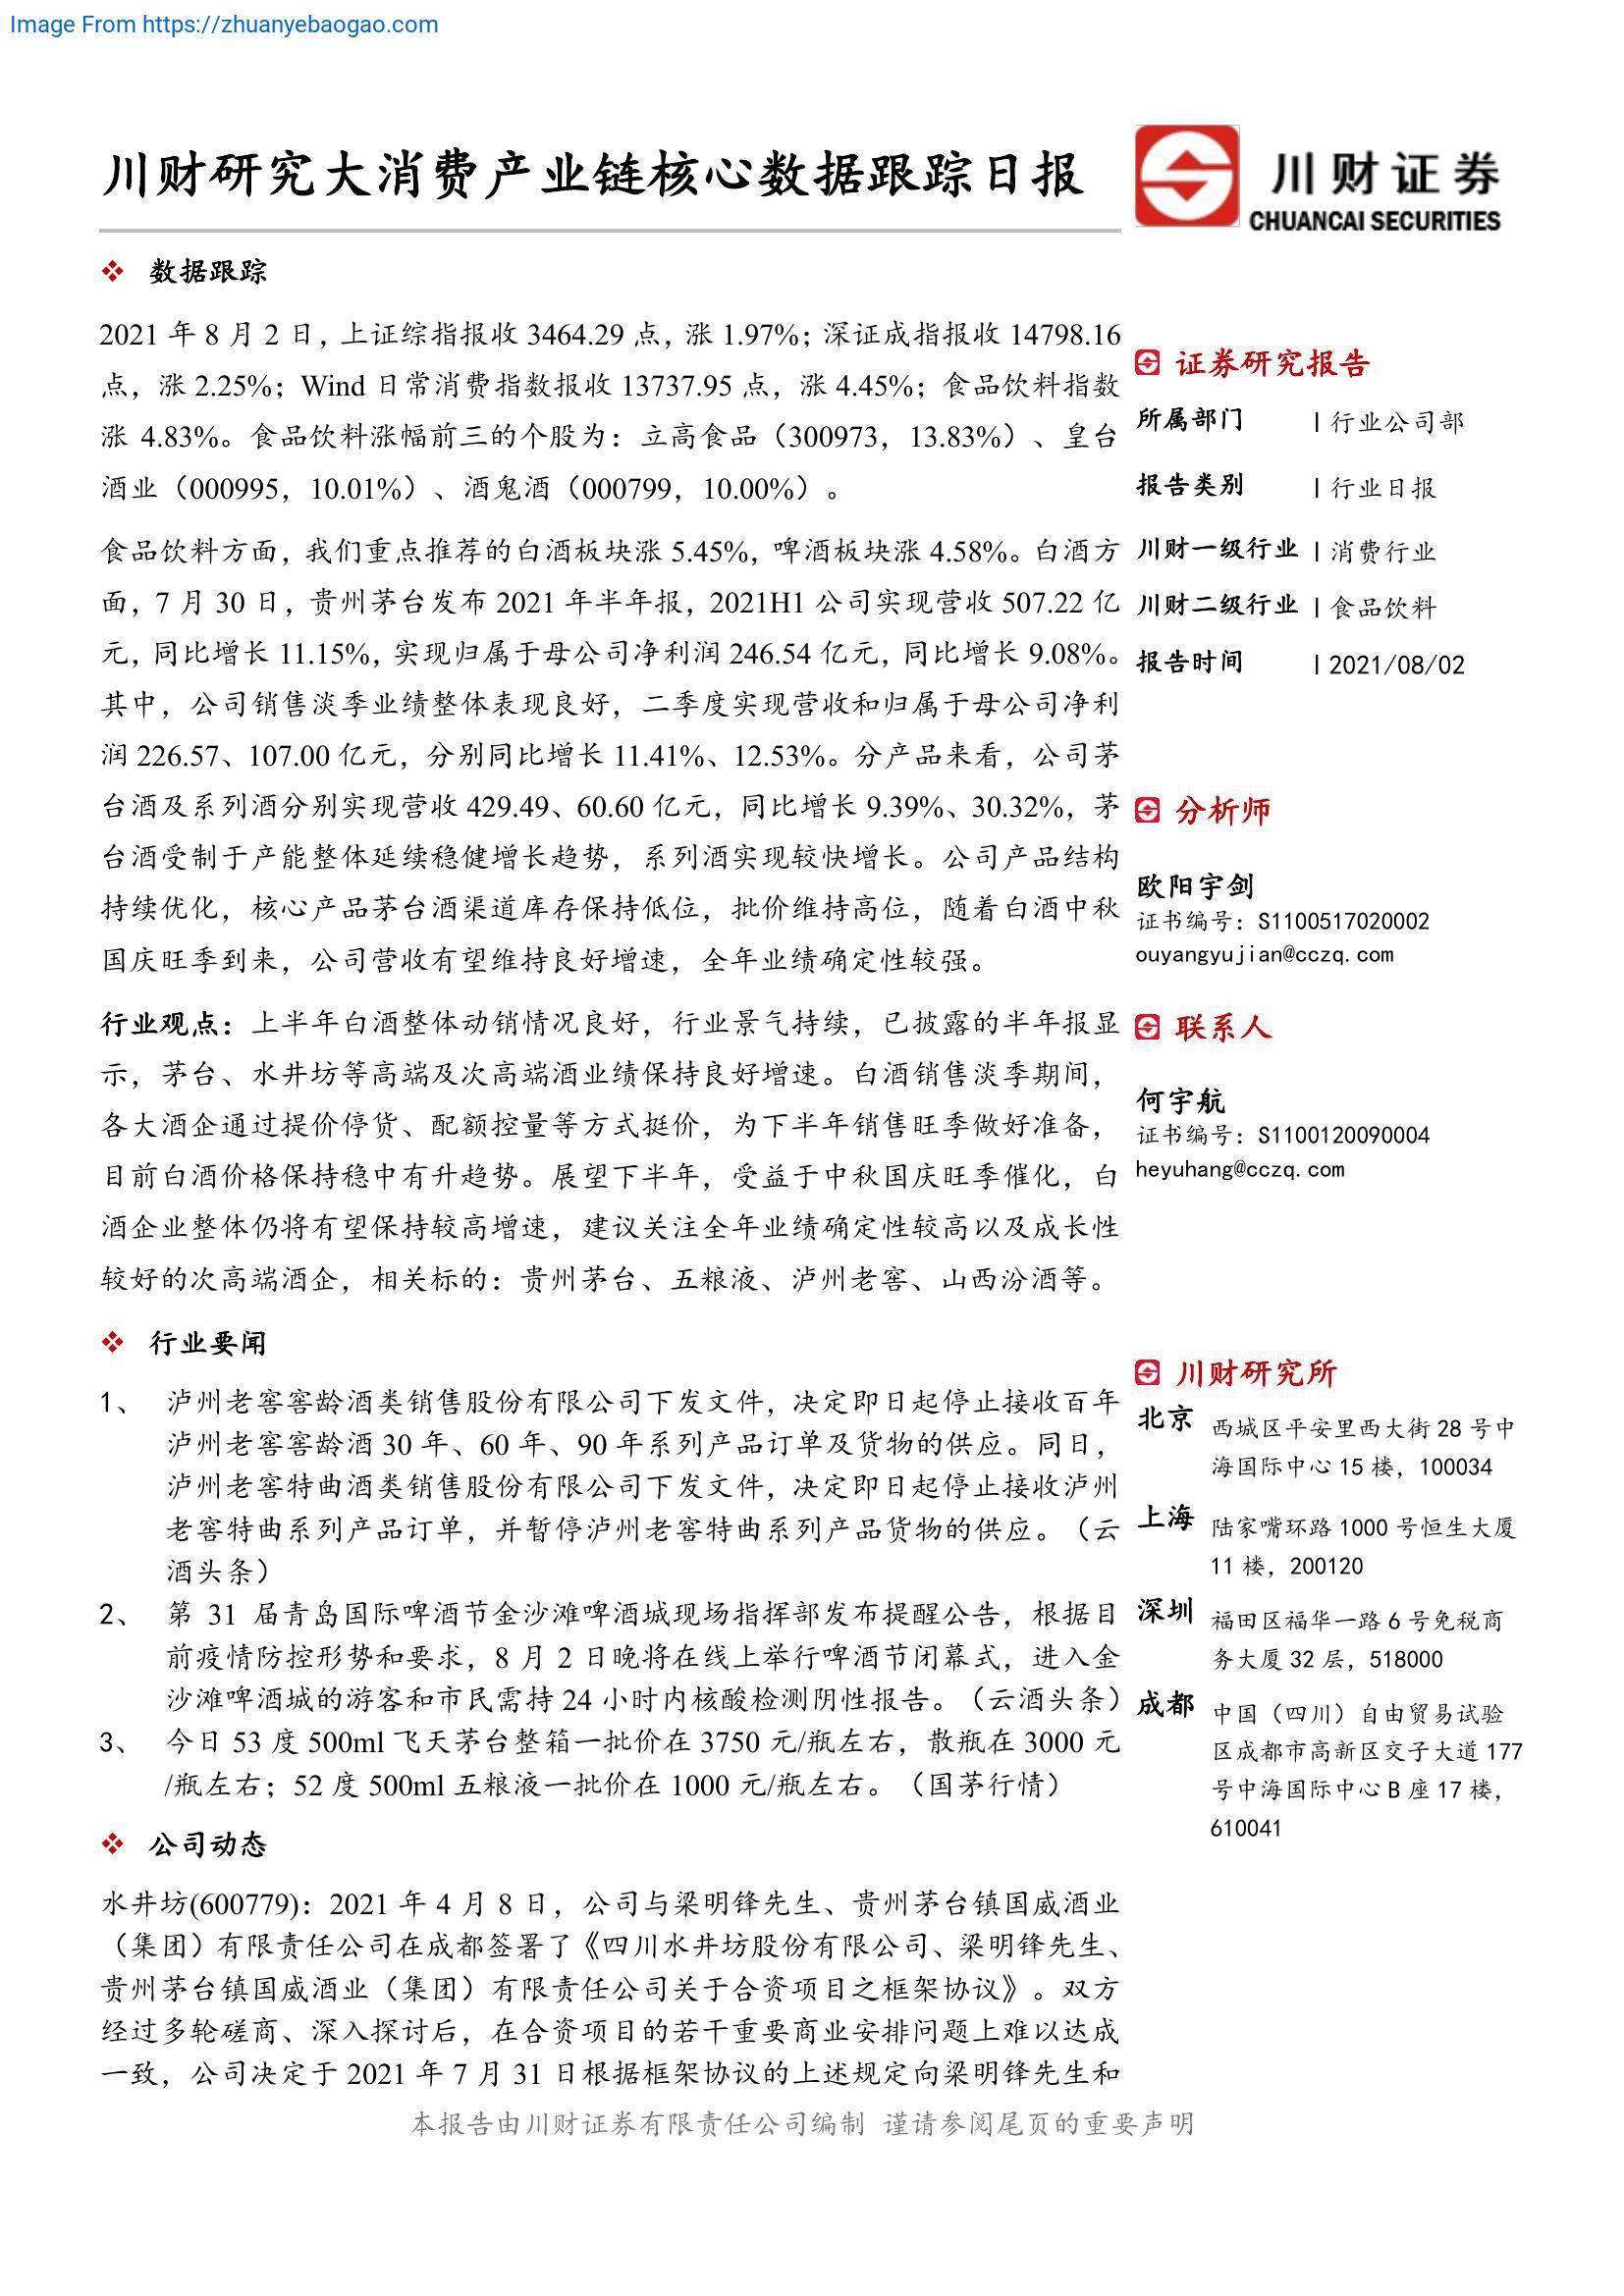 Image From https://zhuanyebaogao.com
川财研究大消费产业链核心数据跟踪日报
川财证券
CHUANCAI SECURITIES
数据跟踪
2021 年 8 月 2 日，上证综指报收 3464.29 点，涨 1.97%；深证成指报收 14798.16
点，涨 2.25%；Wind 日常消费指数报收 13737.95 点，涨 4.45%；食品饮料指数
涨 4.83%。食品饮料涨幅前三的个股为：立高食品（300973，13.83%）、皇台
酒业（000995，10.01%）、酒鬼酒（000799，10.00%）。
食品饮料方面，我们重点推荐的白酒板块涨 5.45%，啤酒板块涨 4.58%。白酒方
面，7 月 30 日，贵州茅台发布 2021 年半年报，2021H1 公司实现营收 507.22 亿
元，同比增长 11.15%，实现归属于母公司净利润 246.54 亿元，同比增长 9.08%。
其中，公司销售淡季业绩整体表现良好，二季度实现营收和归属于母公司净利
润 226.57、107.00 亿元，分别同比增长 11.41%、12.53%。分产品来看，公司茅
台酒及系列酒分别实现营收 429.49、60.60 亿元，同比增长 9.39%、30.32%，茅
台酒受制于产能整体延续稳健增长趋势，系列酒实现较快增长。公司产品结构
持续优化，核心产品茅台酒渠道库存保持低位，批价维持高位，随着白酒中秋
国庆旺季到来，公司营收有望维持良好增速，全年业绩确定性较强。
行业观点：上半年白酒整体动销情况良好，行业景气持续，已披露的半年报显
示，茅台、水井坊等高端及次高端酒业绩保持良好增速。白酒销售淡季期间，
各大酒企通过提价停货、配额控量等方式挺价，为下半年销售旺季做好准备，
目前白酒价格保持稳中有升趋势。展望下半年，受益于中秋国庆旺季催化，白
酒企业整体仍将有望保持较高增速，建议关注全年业绩确定性较高以及成长性
较好的次高端酒企，相关标的：贵州茅台、五粮液、泸州老窖、山西汾酒等。
行业要闻
1、 泸州老窖窖龄酒类销售股份有限公司下发文件，决定即日起停止接收百年
泸州老窖窖龄酒 30 年、60 年、90 年系列产品订单及货物的供应。同日，
泸州老窖特曲酒类销售股份有限公司下发文件，决定即日起停止接收泸州
老窖特曲系列产品订单，并暂停泸州老窖特曲系列产品货物的供应。（云
酒头条）
2、 第 31 届青岛国际啤酒节金沙滩啤酒城现场指挥部发布提醒公告，根据目
前疫情防控形势和要求，8 月 2 日晚将在线上举行啤酒节闭幕式，进入金
沙滩啤酒城的游客和市民需持 24 小时内核酸检测阴性报告。（云酒头条）
3、 今日 53 度 500ml 飞天茅台整箱一批价在 3750 元/瓶左右，散瓶在 3000 元
/瓶左右；52 度 500ml 五粮液一批价在 1000 元/瓶左右。（国茅行情）
公司动态
水井坊(600779)：2021 年 4 月 8 日，公司与梁明锋先生、贵州茅台镇国威酒业
（集团）有限责任公司在成都签署了《四川水井坊股份有限公司、梁明锋先生、
贵州茅台镇国威酒业（集团）有限责任公司关于合资项目之框架协议》。双方
经过多轮磋商、深入探讨后，在合资项目的若干重要商业安排问题上难以达成
一致，公司决定于 2021 年 7 月 31 日根据框架协议的上述规定向梁明锋先生和
证券研究报告
所属部门 | 行业公司部
报告类别 | 行业日报
川财一级行业 | 消费行业
川财二级行业 | 食品饮料
报告时间 | 2021/08/02
分析师
欧阳宇剑
证书编号：S1100517020002
ouyangyujian@cczq.com
联系人
何宇航
证书编号：S1100120090004
heyuhang@cczq.com
川财研究所
北京 西城区平安里西大街 28 号中
海国际中心 15 楼，100034
上海 陆家嘴环路 1000 号恒生大厦
11 楼，200120
深圳 福田区福华一路 6 号免税商
务大厦 32 层，518000
成都 中国（四川）自由贸易试验
区成都市高新区交子大道 177
号中海国际中心 B 座 17 楼，
610041
本报告由川财证券有限责任公司编制 谨请参阅尾页的重要声明